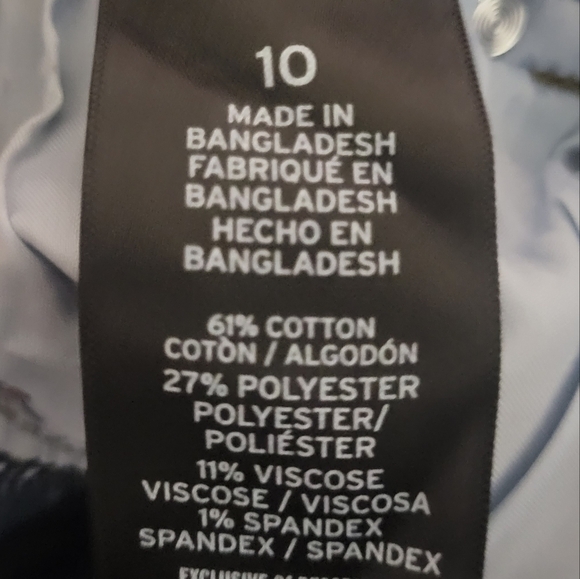 10
MADE IN
BANGLADESH
FABRIQUÉ EN
BANGLADESH
HECHO EN
BANGLADESH
61% COTTON
COTON / ALGODÓN
27% POLYESTER
POLYESTER/
POLIÉSTER
11% VISCOSE
VISCOSE / VISCOSA
1% SPANDEX
SPANDEX / SPANDEX